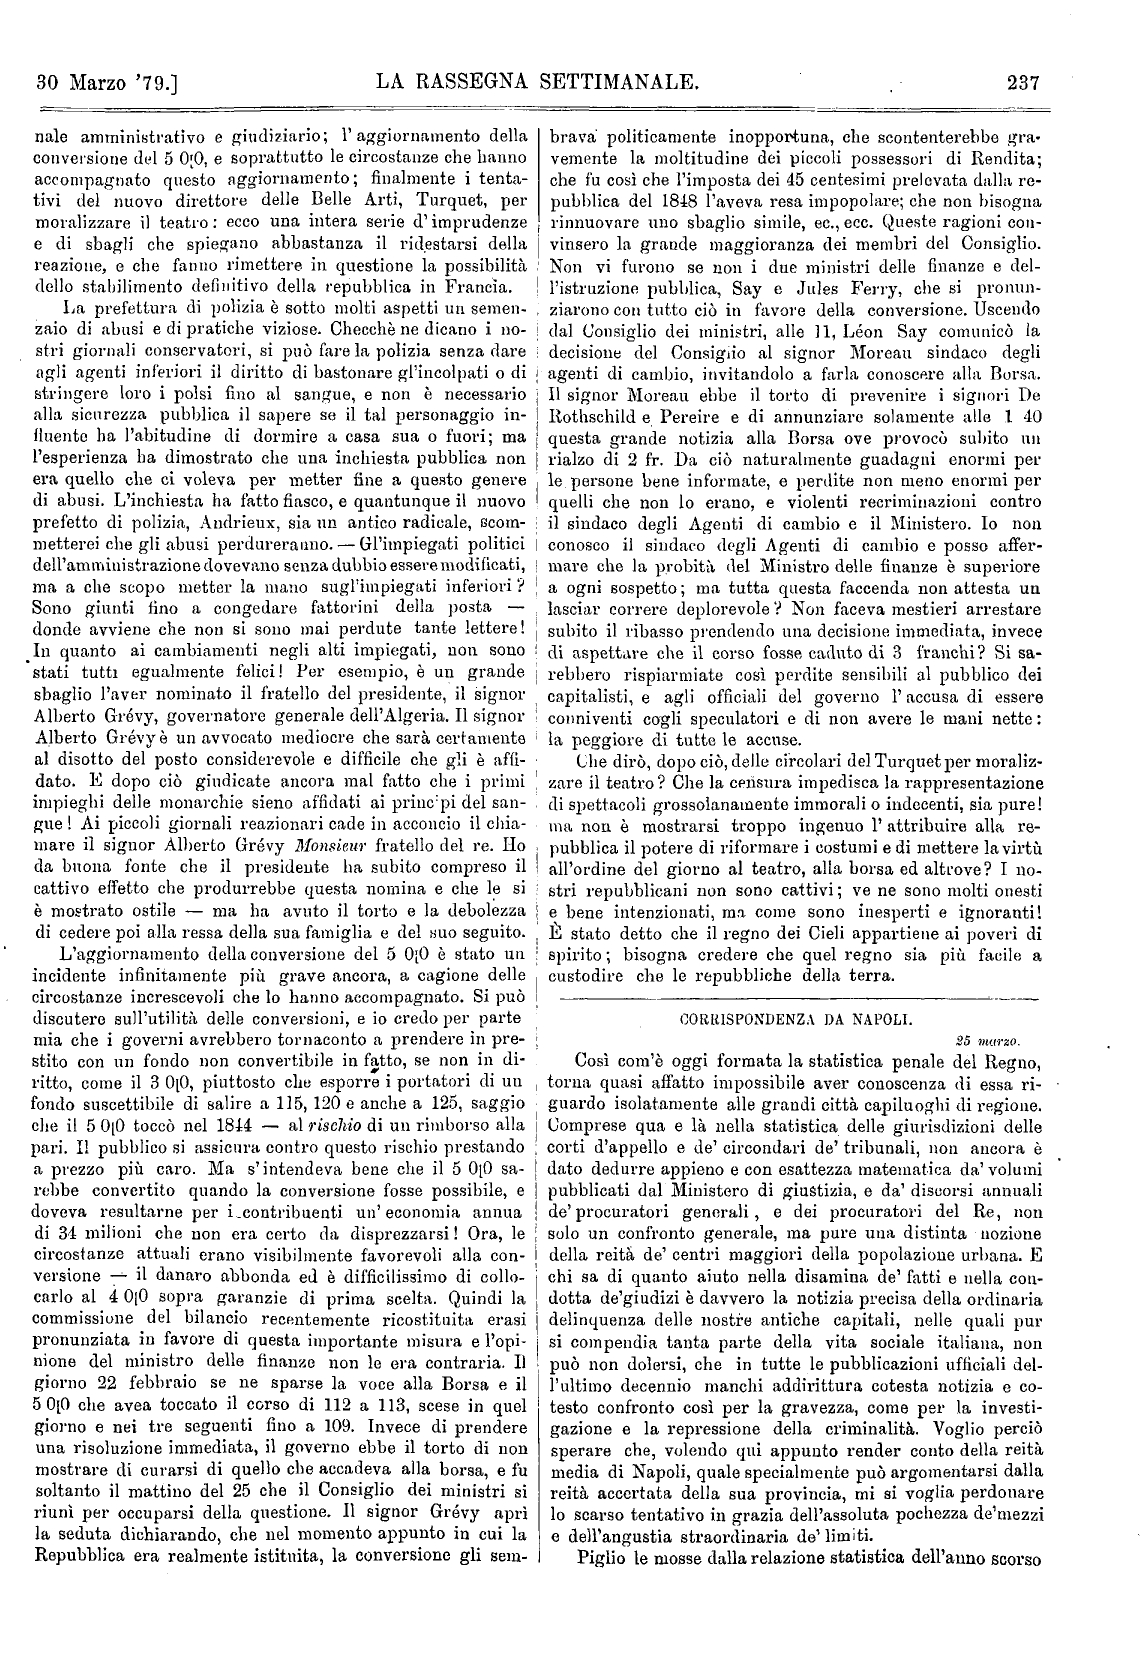 30 Marzo '79.] LA RASSEGNA SETTIMANALE. 237
nale amministrativo e giudiziario; l'aggiornamento della
conversione del 5 0|0, e soprattutto le circostanze che hanno
accompagnato questo aggiornamento; finalmente i tenta-
tivi del nuovo direttore delle Belle Arti, Turquet, per
moralizzare il teatro: ecco una intera serie d'imprudenze
e di sbagli che spiegano abbastanza il ridestarsi della
reazione, e che fanno rimettere in questione la possibilità
dello stabilimento definitivo della repubblica in Francia.
La prefettura di polizia è sotto molti aspetti un semen-
zaio di abusi e di pratiche viziose. Checchè ne dicano i no-
stri giornali conservatori, si può fare la polizia senza dare
agli agenti inferiori il diritto di bastonare gl'incolpati o di
stringere loro i polsi fino al sangue, e non è necessario
alla sicurezza pubblica il sapere se il tal personaggio in-
fluente ha l'abitudine di dormire a casa sua o fuori; ma
l'esperienza ha dimostrato che una inchiesta pubblica non
era quello che ci voleva per metter fine a questo genere
di abusi. L'inchiesta ha fatto fiasco, e quantunque il nuovo
prefetto di polizia, Andrieux, sia un antico radicale, scom-
metterei che gli abusi perdureranno. — Gl'impiegati politici
dell'amministrazione dovevano senza dubbio essere modificati,
ma a che scopo metter la mano sugl'impiegati inferiori?
Sono giunti fino a congedare fattorini della posta —
donde avviene che non si sono mai perdute tante lettere!
In quanto ai cambiamenti negli alti impiegati, non sono
stati tutti egualmente felici! Per esempio, è un grande
sbaglio l'aver nominato il fratello del presidente, il signor
Alberto Grévy, governatore generale dell'Algeria. Il signor
Alberto Grévy è un avvocato mediocre che sarà certamente
al disotto del posto considerevole e difficile che gli è affi-
dato. E dopo ciò giudicate ancora mal fatto che i primi
impieghi delle monarchie sieno affidati ai principi del san-
gue! Ai piccoli giornali reazionari cade in acconcio il chia-
mare il signor Alberto Grévy Monsieur fratello del re. Ho
da buona fonte che il presidente ha subito compreso il
cattivo effetto che produrrebbe questa nomina e che le si
è mostrato ostile — ma ha avuto il torto e la debolezza
di cedere poi alla ressa della sua famiglia e del suo seguito.
L'aggiornamento della conversione del 5 0|0 è stato un
incidente infinitamente più grave ancora, a cagione delle
circostanze increscevoli che lo hanno accompagnato. Si può
discutere sull'utilità delle conversioni, e io credo per parte
mia che i governi avrebbero tornaconto a prendere in pre-
stito con un fondo non convertibile in fatto, se non in di-
ritto, come il 3 0|0, piuttosto che esporre i portatori di un
fondo suscettibile di salire a 115, 120 e anche a 125, saggio
che il 5 0|0 toccò nel 1844 — al rischio di un rimborso alla
pari. Il pubblico si assicura contro questo rischio prestando
a prezzo più caro. Ma s'intendeva bene che il 5 0|0 sa-
rebbe convertito quando la conversione fosse possibile, e
doveva resultarne per i contribuenti un'economia annua
di 34 milioni che non era certo da disprezzarsi! Ora, le
circostanze attuali erano visibilmente favorevoli alla con-
versione — il danaro abbonda ed è difficilissimo di collo-
carlo al 4 0|0 sopra garanzie di prima scelta. Quindi la
commissione del bilancio recentemente ricostituita erasi
pronunziata in favore di questa importante misura e l'opi-
nione del ministro delle finanze non le era contraria. Il
giorno 22 febbraio se ne sparse la voce alla Borsa e il
5 0|0 che avea toccato il corso di 112 a 113, scese in quel
giorno e nei tre seguenti fino a 109. Invece di prendere
una risoluzione immediata, il governo ebbe il torto di non
mostrare di curarsi di quello che accadeva alla borsa, e fu
soltanto il mattino del 25 che il Consiglio dei ministri si
riunì per occuparsi della questione. Il signor Grévy aprì
la seduta dichiarando, che nel momento appunto in cui la
Repubblica era realmente istituita, la conversione gli sem-
brava politicamente inopportuna, che scontenterebbe gra-
vemente la moltitudine dei piccoli possessori di Rendita;
che fu così che l'imposta dei 45 centesimi prelevata dalla re-
pubblica del 1848 l'aveva resa impopolare; che non bisogna
rinnuovare uno sbaglio simile, ec., ecc. Queste ragioni con-
vinsero la grande maggioranza dei membri del Consiglio.
Non vi furono se non i due ministri delle finanze e del-
l'istruzione pubblica, Say e Jules Ferry, che si pronun-
ziarono con tutto ciò in favore della conversione. Uscendo
dal Consiglio dei ministri, alle 11, Léon Say comunicò la
decisione del Consiglio al signor Moreau sindaco degli
agenti di cambio, invitandolo a farla conoscere alla Borsa.
Il signor Moreau ebbe il torto di prevenire i signori De
Rothschild e Pereire e di annunziare solamente alle 1 40
questa grande notizia alla Borsa ove provocò subito un
rialzo di 2 fr. Da ciò naturalmente guadagni enormi per
le persone bene informate, e perdite non meno enormi per
quelli che non lo erano, e violenti recriminazioni contro
il sindaco degli Agenti di cambio e il Ministero. Io non
conosco il sindaco degli Agenti di cambio e posso affer-
mare che la probità del Ministro delle finanze è superiore
a ogni sospetto; ma tutta questa faccenda non attesta un
lasciar correre deplorevole? Non faceva mestieri arrestare
subito il ribasso prendendo una decisione immediata, invece
di aspettare che il corso fosse caduto di 3 franchi? Si sa-
rebbero rispiarmiate così perdite sensibili al pubblico dei
capitalisti, e agli officiali del governo l'accusa di essere
conniventi cogli speculatori e di non avere le mani nette:
la peggiore di tutte le accuse.
Che dirò, dopo ciò, delle circolari del Turquet per moraliz-
zare il teatro? Che la censura impedisca la rappresentazione
di spettacoli grossolanamente immorali o indecenti, sia pure!
ma non è mostrarsi troppo ingenuo l'attribuire alla re-
pubblica il potere di riformare i costumi e di mettere la virtù
all'ordine del giorno al teatro, alla borsa ed altrove? I no-
stri repubblicani non sono cattivi; ve ne sono molti onesti
e bene intenzionati, ma come sono inesperti e ignoranti!
È stato detto che il regno dei Cieli appartiene ai poveri di
spirito; bisogna credere che quel regno sia più facile a
custodire che le repubbliche della terra.
CORRISPONDENZA DA NAPOLI.
25 marzo.
Così com'è oggi formata la statistica penale del Regno,
torna quasi affatto impossibile aver conoscenza di essa ri-
guardo isolatamente alle grandi città capiluoghi di regione.
Comprese qua e là nella statistica delle giurisdizioni delle
corti d'appello e de' circondari de' tribunali, non ancora è
dato dedurre appieno e con esattezza matematica da' volumi
pubblicati dal Ministero di giustizia, e da' discorsi annuali
de' procuratori generali, e dei procuratori del Re, non
solo un confronto generale, ma pure una distinta nozione
della reità de' centri maggiori della popolazione urbana. E
chi sa di quanto aiuto nella disamina de' fatti e nella con-
dotta de'giudizi è davvero la notizia precisa della ordinaria
delinquenza delle nostre antiche capitali, nelle quali pur
si compendia tanta parte della vita sociale italiana, non
può non dolersi, che in tutte le pubblicazioni ufficiali del-
l'ultimo decennio manchi addirittura cotesta notizia e co-
testo confronto così per la gravezza, come per la investi-
gazione e la repressione della criminalità. Voglio perciò
sperare che, volendo qui appunto render conto della reità
media di Napoli, quale specialmente può argomentarsi dalla
reità accertata della sua provincia, mi si voglia perdonare
lo scarso tentativo in grazia dell'assoluta pochezza de'mezzi
e dell'angustia straordinaria de' limiti.
Piglio le mosse dalla relazione statistica dell'anno scorso